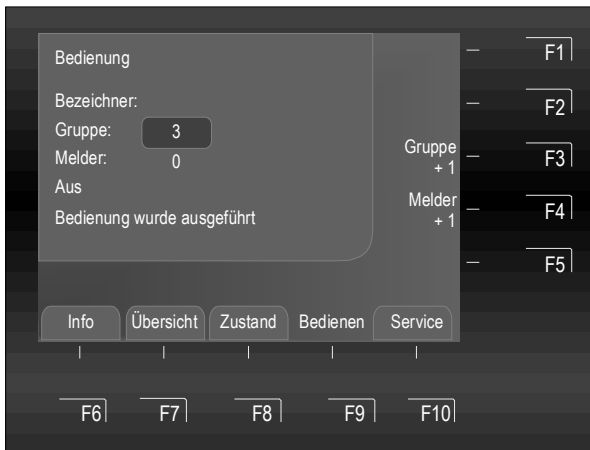 Bedienung
Bezeichner:
Gruppe: 3
Melder: 0
Aus
Bedienung wurde ausgeführt
Gruppe
+ 1
Melder
+ 1
F1
F2
F3
F4
F5
Info Übersicht Zustand Bedienen Service
F6 F7 F8 F9 F10